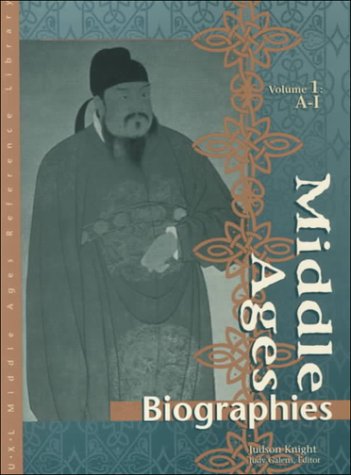 Volume 1:
A-I
Middle
Ages
Biographies
Judson Knight
Judy Galens, Editor
U·X·L Middle Ages Reference Library